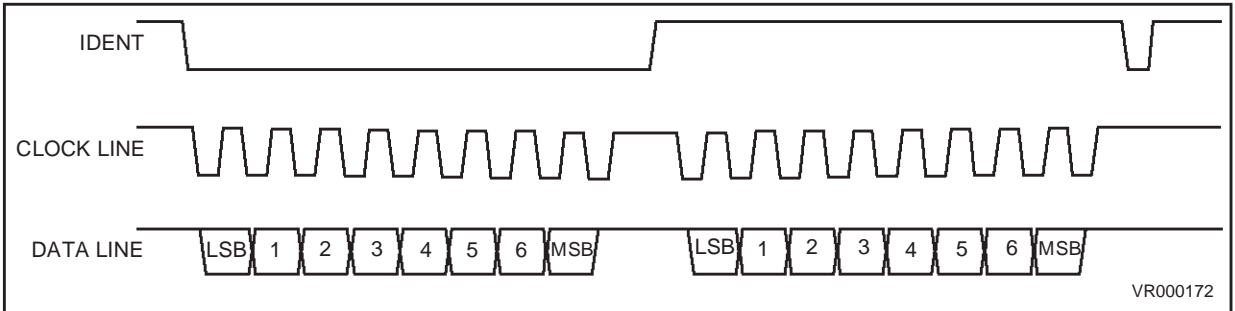 IDENT
CLOCK LINE
DATA LINE LSB 1 2 3 4 5 6 MSB LSB 1 2 3 4 5 6 MSB
VR000172